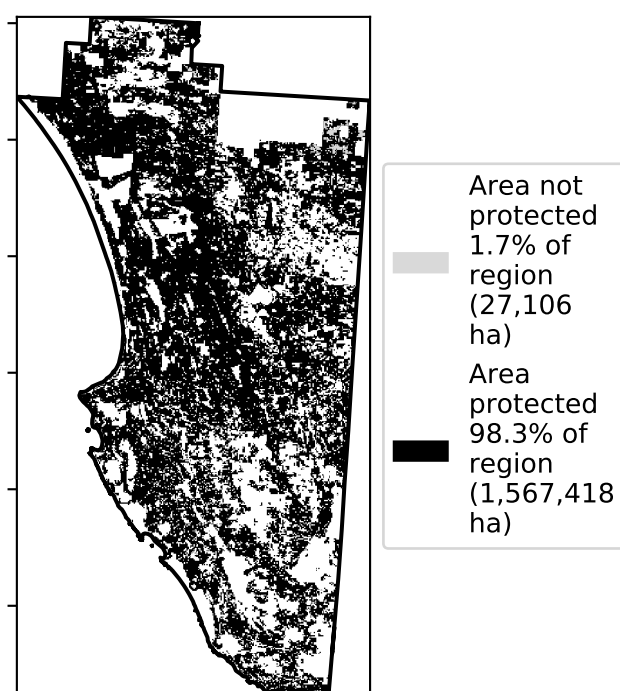 Area not
protected
1.7% of
region
(27,106
ha)
Area
protected
98.3% of
region
(1,567,418
ha)